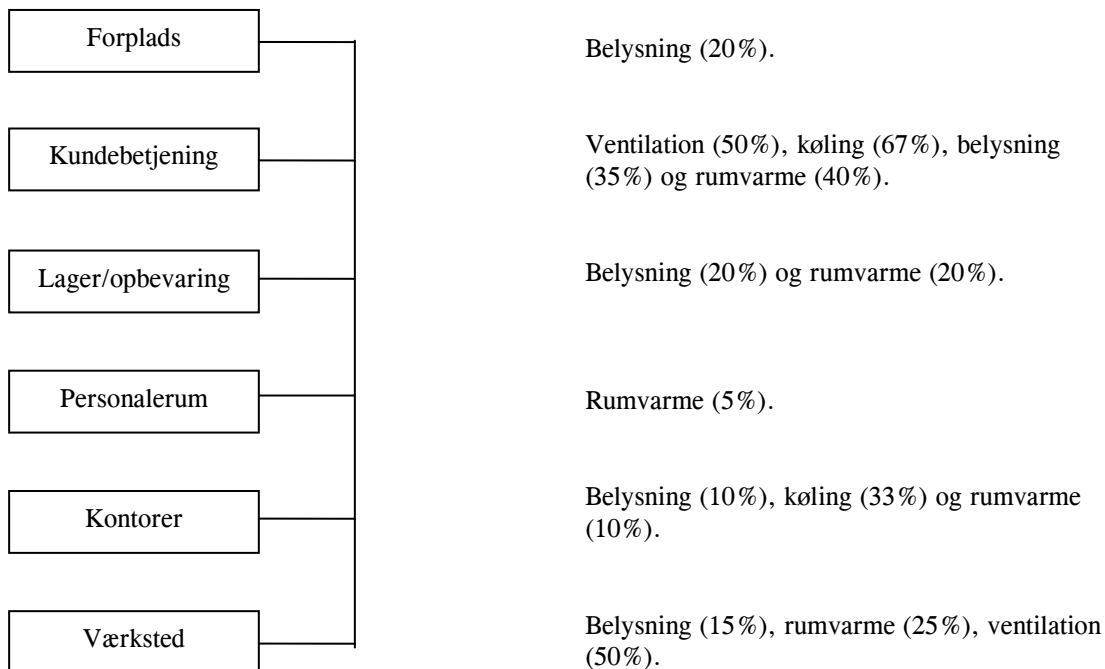 Forplads
Belysning (20%).
Kundebetjening
Ventilation (50%), køling (67%), belysning
(35%) og rumvarme (40%).
Lager/opbevaring
Belysning (20%) og rumvarme (20%).
Personalerum
Rumvarme (5%).
Kontorer
Belysning (10%), køling (33%) og rumvarme
(10%).
Værksted
Belysning (15%), rumvarme (25%), ventilation
(50%).